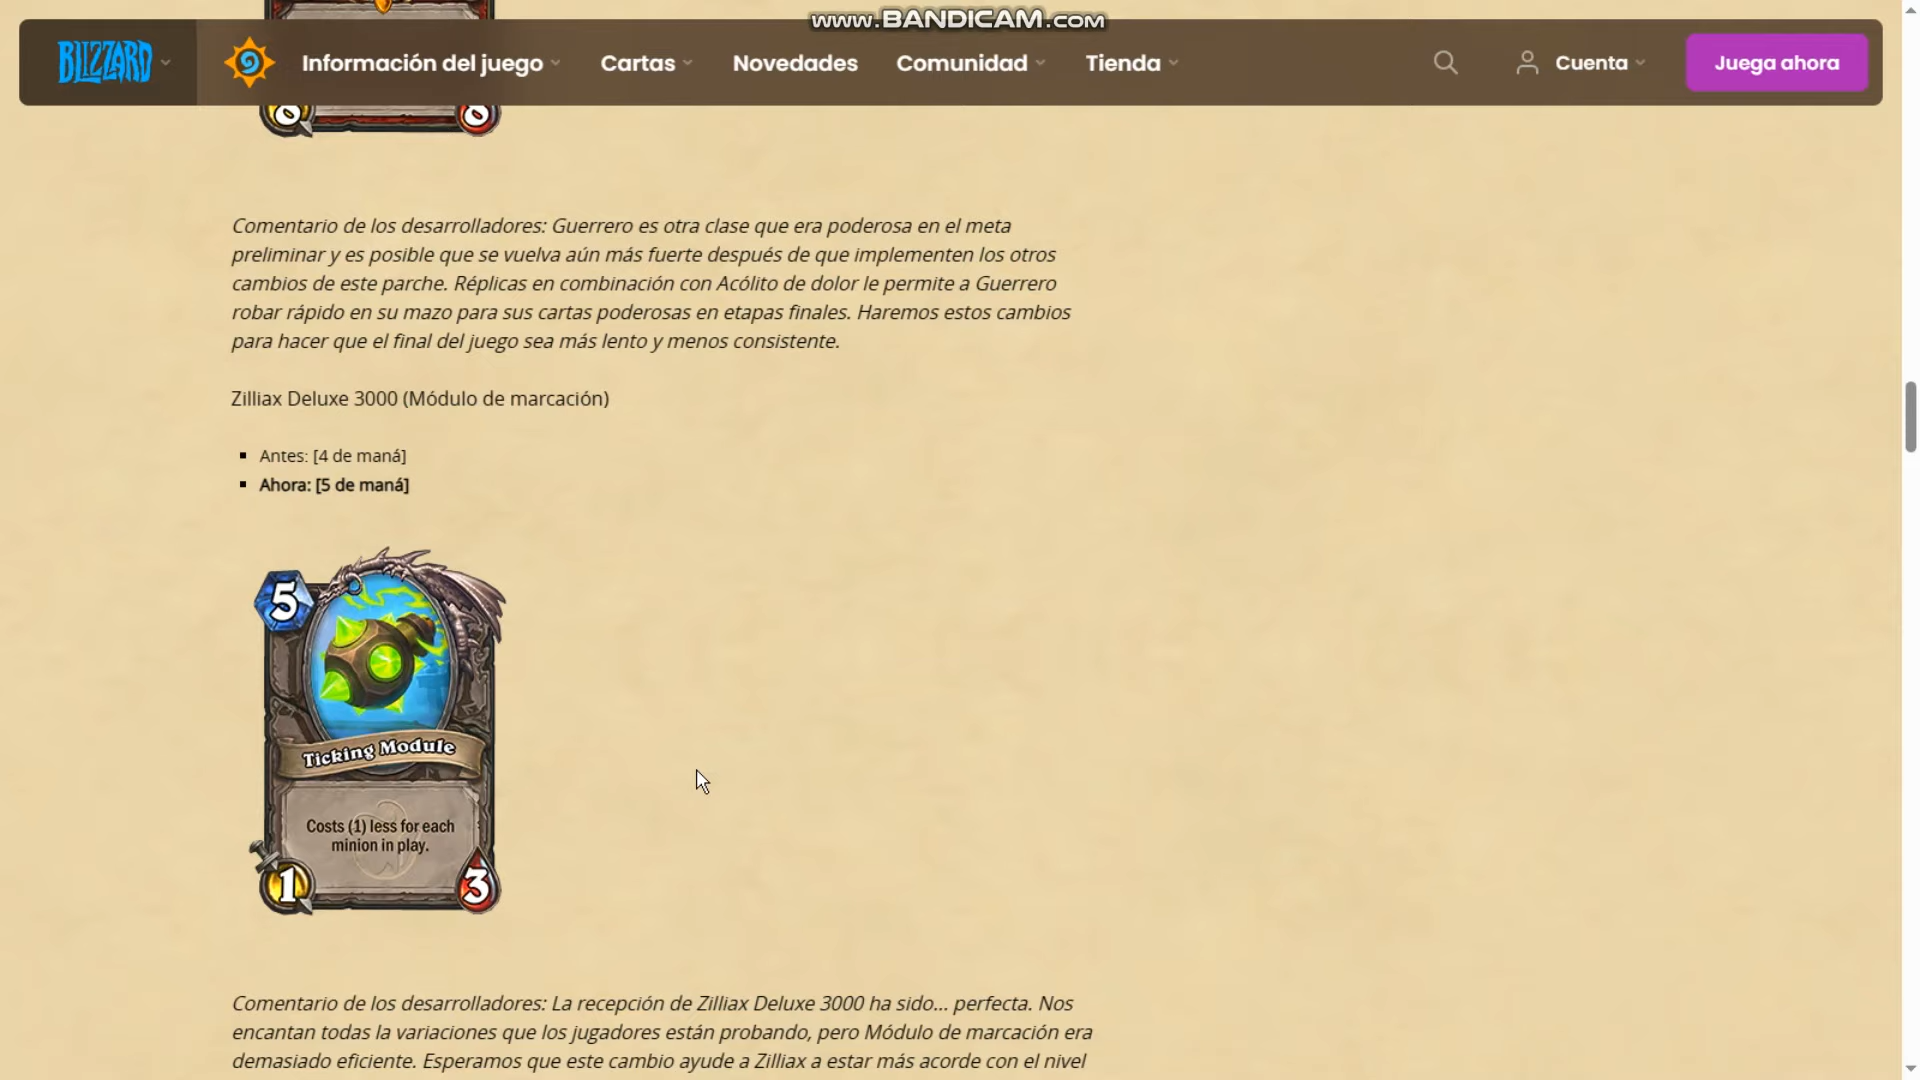 www.BANDICAM.com
BLIZZARD
Información del juego
Cartas
Novedades
Comunidad
Tienda
Cuenta
Juega ahora
8
8
Comentario de los desarrolladores: Guerrero es otra clase que era poderosa en el meta
preliminar y es posible que se vuelva aún más fuerte después de que implementen los otros
cambios de este parche. Réplicas en combinación con Acólito de dolor le permite a Guerrero
robar rápido en su mazo para sus cartas poderosas en etapas finales. Haremos estos cambios
para hacer que el final del juego sea más lento y menos consistente.
Zilliax Deluxe 3000 (Módulo de marcación)
Antes: [4 de maná]
Ahora: [5 de maná]
5
Ticking Module
Costs (1) less for each
minion in play.
1
3
Comentario de los desarrolladores: La recepción de Zilliax Deluxe 3000 ha sido... perfecta. Nos
encantan todas la variaciones que los jugadores están probando, pero Módulo de marcación era
demasiado eficiente. Esperamos que este cambio ayude a Zilliax a estar más acorde con el nivel